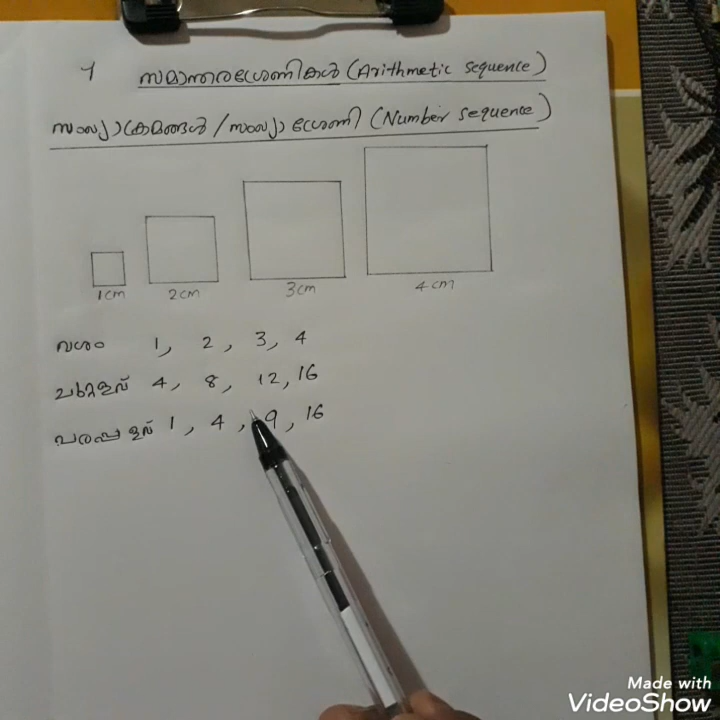 1 സമാന്തരശ്രേണികൾ (Arithmetic sequence)
സംഖ്യാക്രമങ്ങൾ / സംഖ്യാ ശ്രേണി (Number sequence)
1cm 2cm 3cm 4cm
വശം 1, 2, 3, 4
ചുറ്റളവ് 4, 8, 12, 16
പരപ്പളവ് 1, 4, 9, 16
Made with
VideoShow